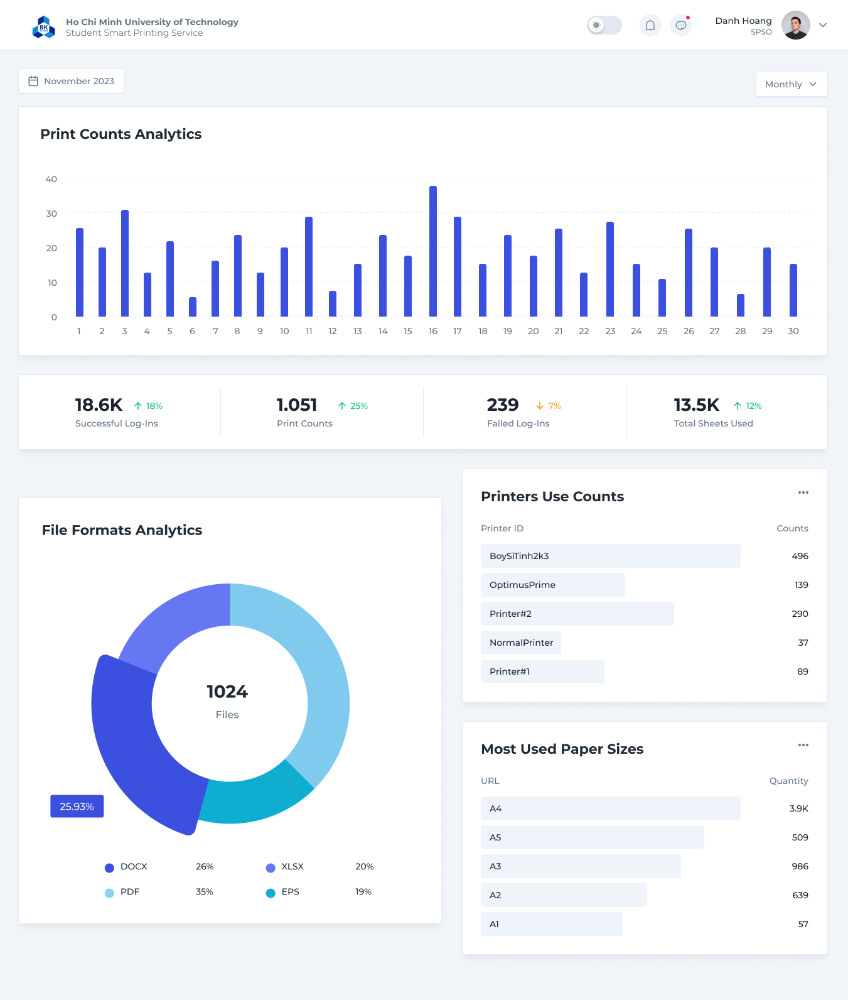 BK
Ho Chi Minh University of Technology
Student Smart Printing Service
Danh Hoang
SPSO
November 2023
Monthly
Print Counts Analytics
40
30
20
10
0
1 2 3 4 5 6 7 8 9 10 11 12 13 14 15 16 17 18 19 20 21 22 23 24 25 26 27 28 29 30
18.6K 18%
Successful Log-Ins
1.051 25%
Print Counts
239 7%
Failed Log-Ins
13.5K 12%
Total Sheets Used
File Formats Analytics
1024
Files
25.93%
DOCX 26% XLSX 20%
PDF 35% EPS 19%
Printers Use Counts
Printer ID Counts
BoySiTinh2k3 496
OptimusPrime 139
Printer#2 290
NormalPrinter 37
Printer#1 89
Most Used Paper Sizes
URL Quantity
A4 3.9K
A5 509
A3 986
A2 639
A1 57